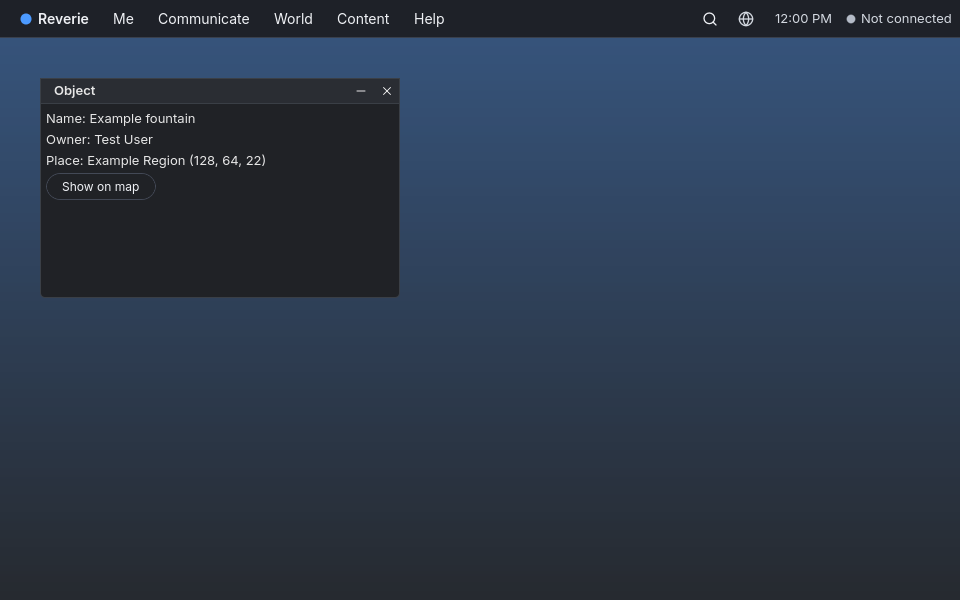 Reverie Me Communicate World Content Help 12:00 PM Not connected
Object
Name: Example fountain
Owner: Test User
Place: Example Region (128, 64, 22)
Show on map